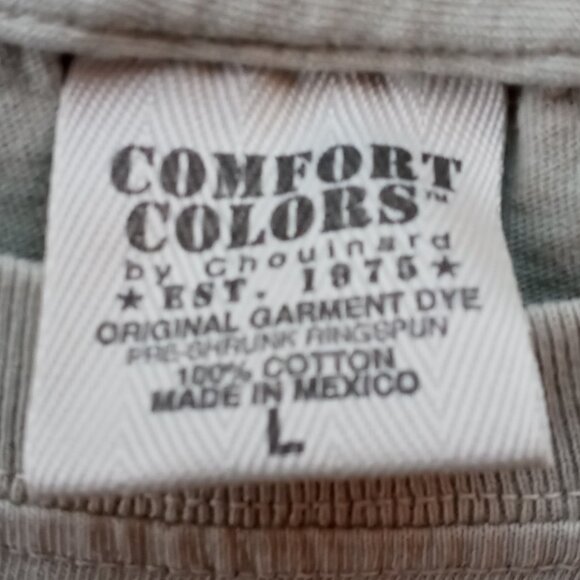 COMFORT
COLORS™
by Chouinard
★ EST. 1975 ★
ORIGINAL GARMENT DYE
PRE-SHRUNK RINGSPUN
100% COTTON
MADE IN MEXICO
L